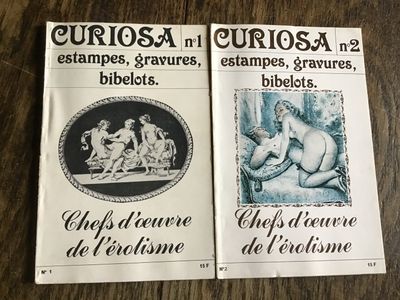 CURIOSA n°1
estampes, gravures,
bibelots.
Chefs d'œuvre
de l'érotisme
N° 1
15 F
CURIOSA n°2
estampes, gravures,
bibelots.
Chefs d'œuvre
de l'érotisme
N°2
15 F